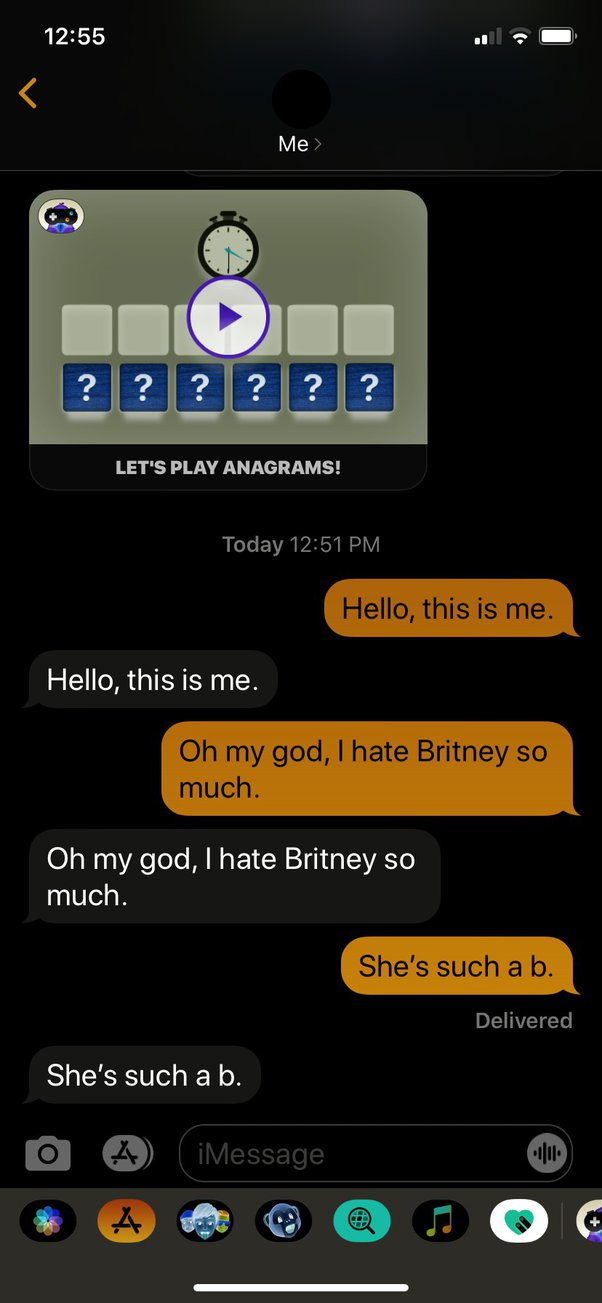 12:55
Me
? ? ? ? ? ?
LET'S PLAY ANAGRAMS!
Today 12:51 PM
Hello, this is me.
Hello, this is me.
Oh my god, I hate Britney so
much.
Oh my god, I hate Britney so
much.
She’s such a b.
Delivered
She’s such a b.
iMessage